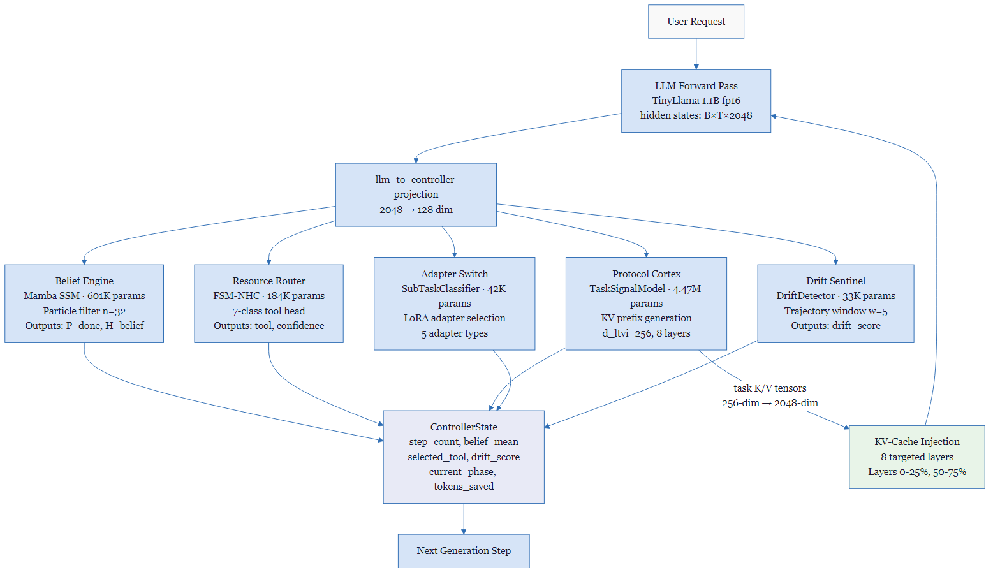 User Request
LLM Forward Pass
TinyLlama 1.1B fp16
hidden states: B×T×2048
llm_to_controller
projection
2048 → 128 dim
Belief Engine
Mamba SSM · 601K params
Particle filter n=32
Outputs: P_done, H_belief
Resource Router
FSM-NHC · 184K params
7-class tool head
Outputs: tool, confidence
Adapter Switch
SubTaskClassifier · 42K
params
LoRA adapter selection
5 adapter types
Protocol Cortex
TaskSignalModel · 4.47M
params
KV prefix generation
d_ltvi=256, 8 layers
Drift Sentinel
DriftDetector · 33K params
Trajectory window w=5
Outputs: drift_score
task K/V tensors
256-dim → 2048-dim
ControllerState
step_count, belief_mean
selected_tool, drift_score
current_phase,
tokens_saved
KV-Cache Injection
8 targeted layers
Layers 0-25%, 50-75%
Next Generation Step